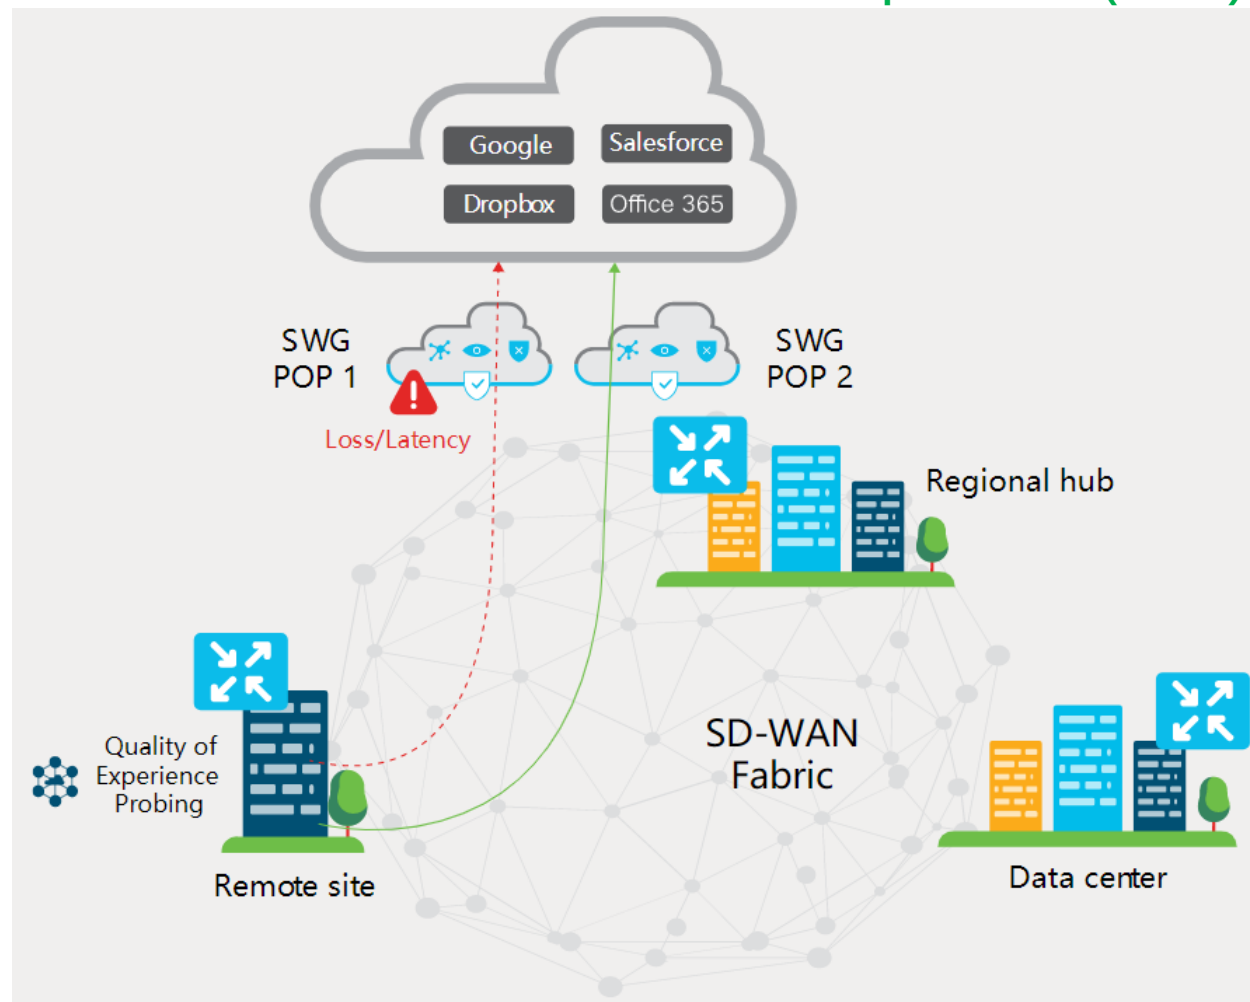 Google
Salesforce
Dropbox
Office 365
SWG
POP 1
SWG
POP 2
Loss/Latency
Regional hub
SD-WAN
Fabric
Quality of
Experience
Probing
Remote site
Data center